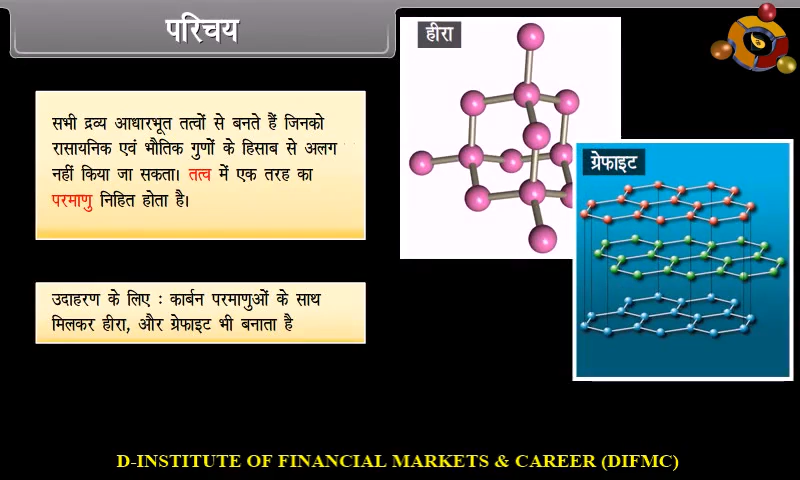 परिचय
हीरा
सभी द्रव्य आधारभूत तत्वों से बनते हैं जिनको
रासायनिक एवं भौतिक गुणों के हिसाब से अलग
नहीं किया जा सकता। तत्व में एक तरह का
परमाणु निहित होता है।
ग्रेफाइट
उदाहरण के लिए : कार्बन परमाणुओं के साथ
मिलकर हीरा, और ग्रेफाइट भी बनाता है
D-INSTITUTE OF FINANCIAL MARKETS & CAREER (DIFMC)